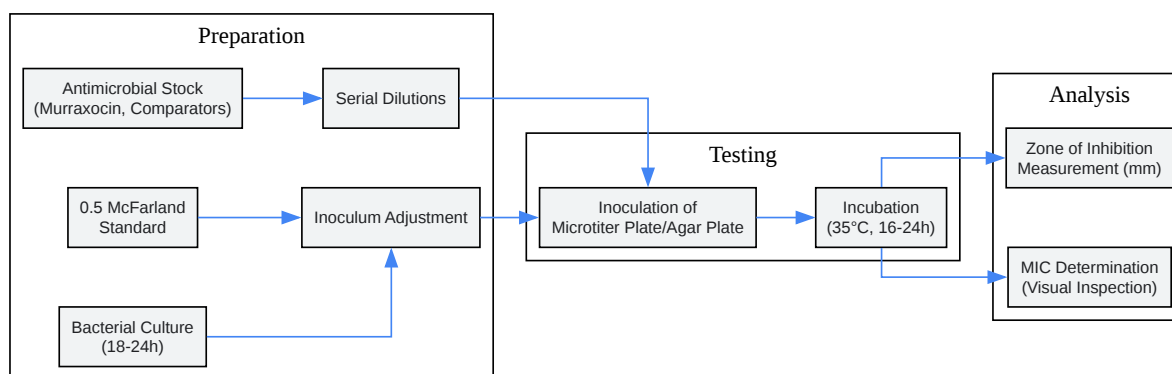 Preparation
Antimicrobial Stock
(Murraxocin, Comparators)
Serial Dilutions
0.5 McFarland
Standard
Inoculum Adjustment
Bacterial Culture
(18-24h)
Testing
Inoculation of
Microtiter Plate/Agar Plate
Incubation
(35°C, 16-24h)
Analysis
Zone of Inhibition
Measurement (mm)
MIC Determination
(Visual Inspection)